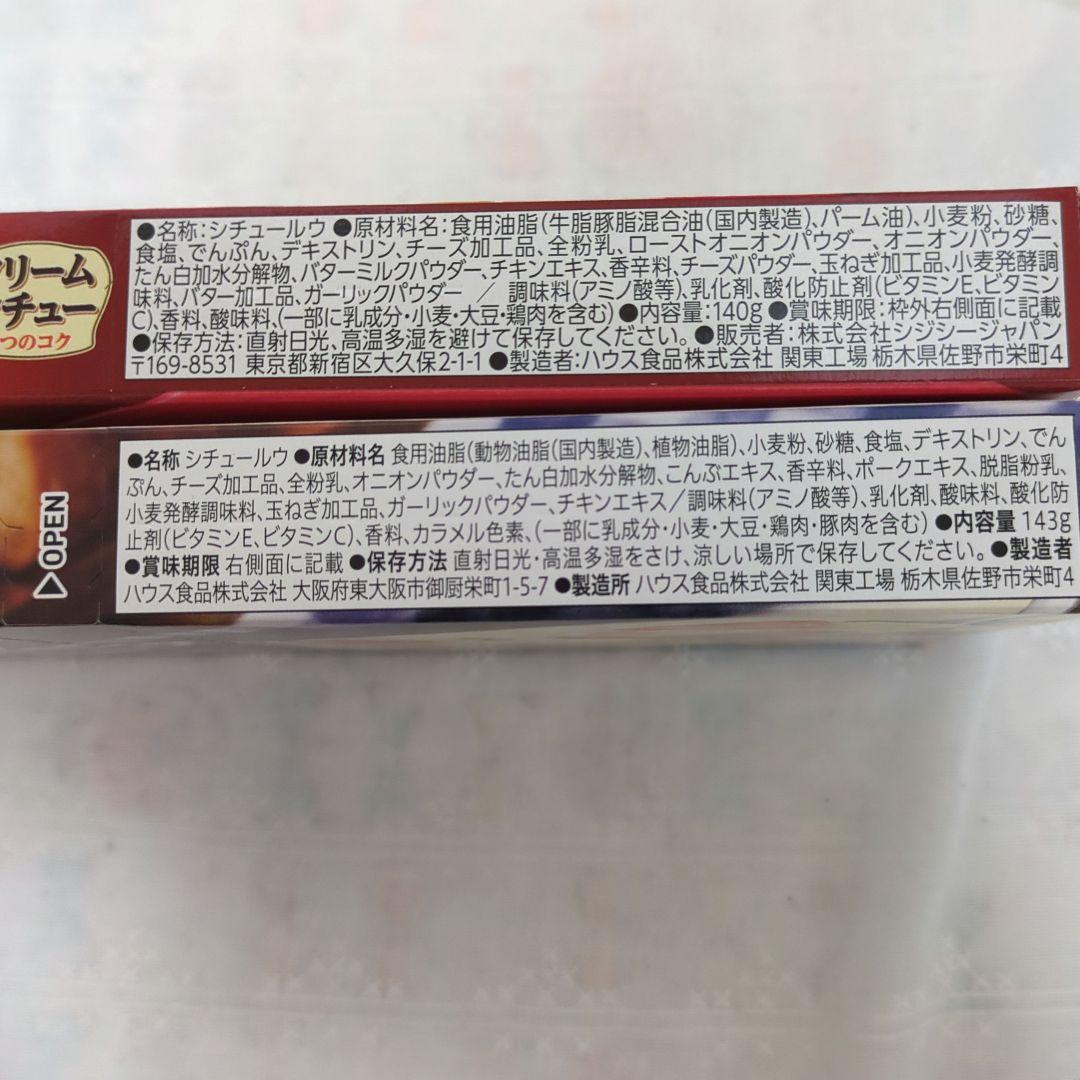 リーム
チュー
つのコク
●名称:シチュールウ ●原材料名:食用油脂(牛脂豚脂混合油(国内製造)、パーム油)、小麦粉、砂糖、
食塩、でんぷん、デキストリン、チーズ加工品、全粉乳、ローストオニオンパウダー、オニオンパウダー、
たん白加水分解物、バターミルクパウダー、チキンエキス、香辛料、チーズパウダー、玉ねぎ加工品、小麦発酵調
味料、バター加工品、ガーリックパウダー / 調味料(アミノ酸等)、乳化剤、酸化防止剤(ビタミンE、ビタミン
C)、香料、酸味料、(一部に乳成分・小麦・大豆・鶏肉を含む) ●内容量:140g ●賞味期限:枠外右側面に記載
●保存方法:直射日光、高温多湿を避けて保存してください。 ●販売者:株式会社シジシージャパン
〒169-8531 東京都新宿区大久保2-1-1 ●製造者:ハウス食品株式会社 関東工場 栃木県佐野市栄町4
OPEN
●名称 シチュールウ ●原材料名 食用油脂(動物油脂(国内製造)、植物油脂)、小麦粉、砂糖、食塩、デキストリン、でん
ぷん、チーズ加工品、全粉乳、オニオンパウダー、たん白加水分解物、こんぶエキス、香辛料、ポークエキス、脱脂粉乳、
小麦発酵調味料、玉ねぎ加工品、ガーリックパウダー、チキンエキス/調味料(アミノ酸等)、乳化剤、酸味料、酸化防
止剤(ビタミンE、ビタミンC)、香料、カラメル色素、(一部に乳成分・小麦・大豆・鶏肉・豚肉を含む) ●内容量 143g
●賞味期限 右側面に記載 ●保存方法 直射日光・高温多湿をさけ、涼しい場所で保存してください。 ●製造者
ハウス食品株式会社 大阪府東大阪市御厨栄町1-5-7 ●製造所 ハウス食品株式会社 関東工場 栃木県佐野市栄町4